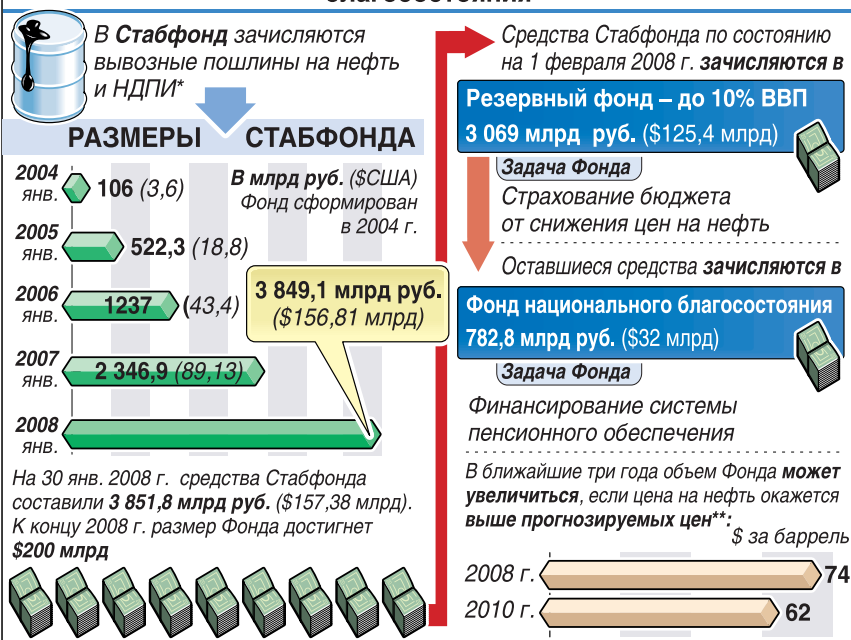 В Стабфонд зачисляются
вывозные пошлины на нефть
и НДПИ*
РАЗМЕРЫ СТАБФОНДА
В млрд руб. ($США)
Фонд сформирован
в 2004 г.
2004
янв.
106 (3,6)
2005
янв.
522,3 (18,8)
2006
янв.
1237 (43,4)
2007
янв.
2 346,9 (89,13)
2008
янв.
3 849,1 млрд руб.
($156,81 млрд)
На 30 янв. 2008 г. средства Стабфонда
составили 3 851,8 млрд руб. ($157,38 млрд).
К концу 2008 г. размер Фонда достигнет
$200 млрд
Средства Стабфонда по состоянию
на 1 февраля 2008 г. зачисляются в
Резервный фонд – до 10% ВВП
3 069 млрд руб. ($125,4 млрд)
Задача Фонда
Страхование бюджета
от снижения цен на нефть
Оставшиеся средства зачисляются в
Фонд национального благосостояния
782,8 млрд руб. ($32 млрд)
Задача Фонда
Финансирование системы
пенсионного обеспечения
В ближайшие три года объем Фонда может
увеличиться, если цена на нефть окажется
выше прогнозируемых цен**:
$ за баррель
2008 г. 74
2010 г. 62